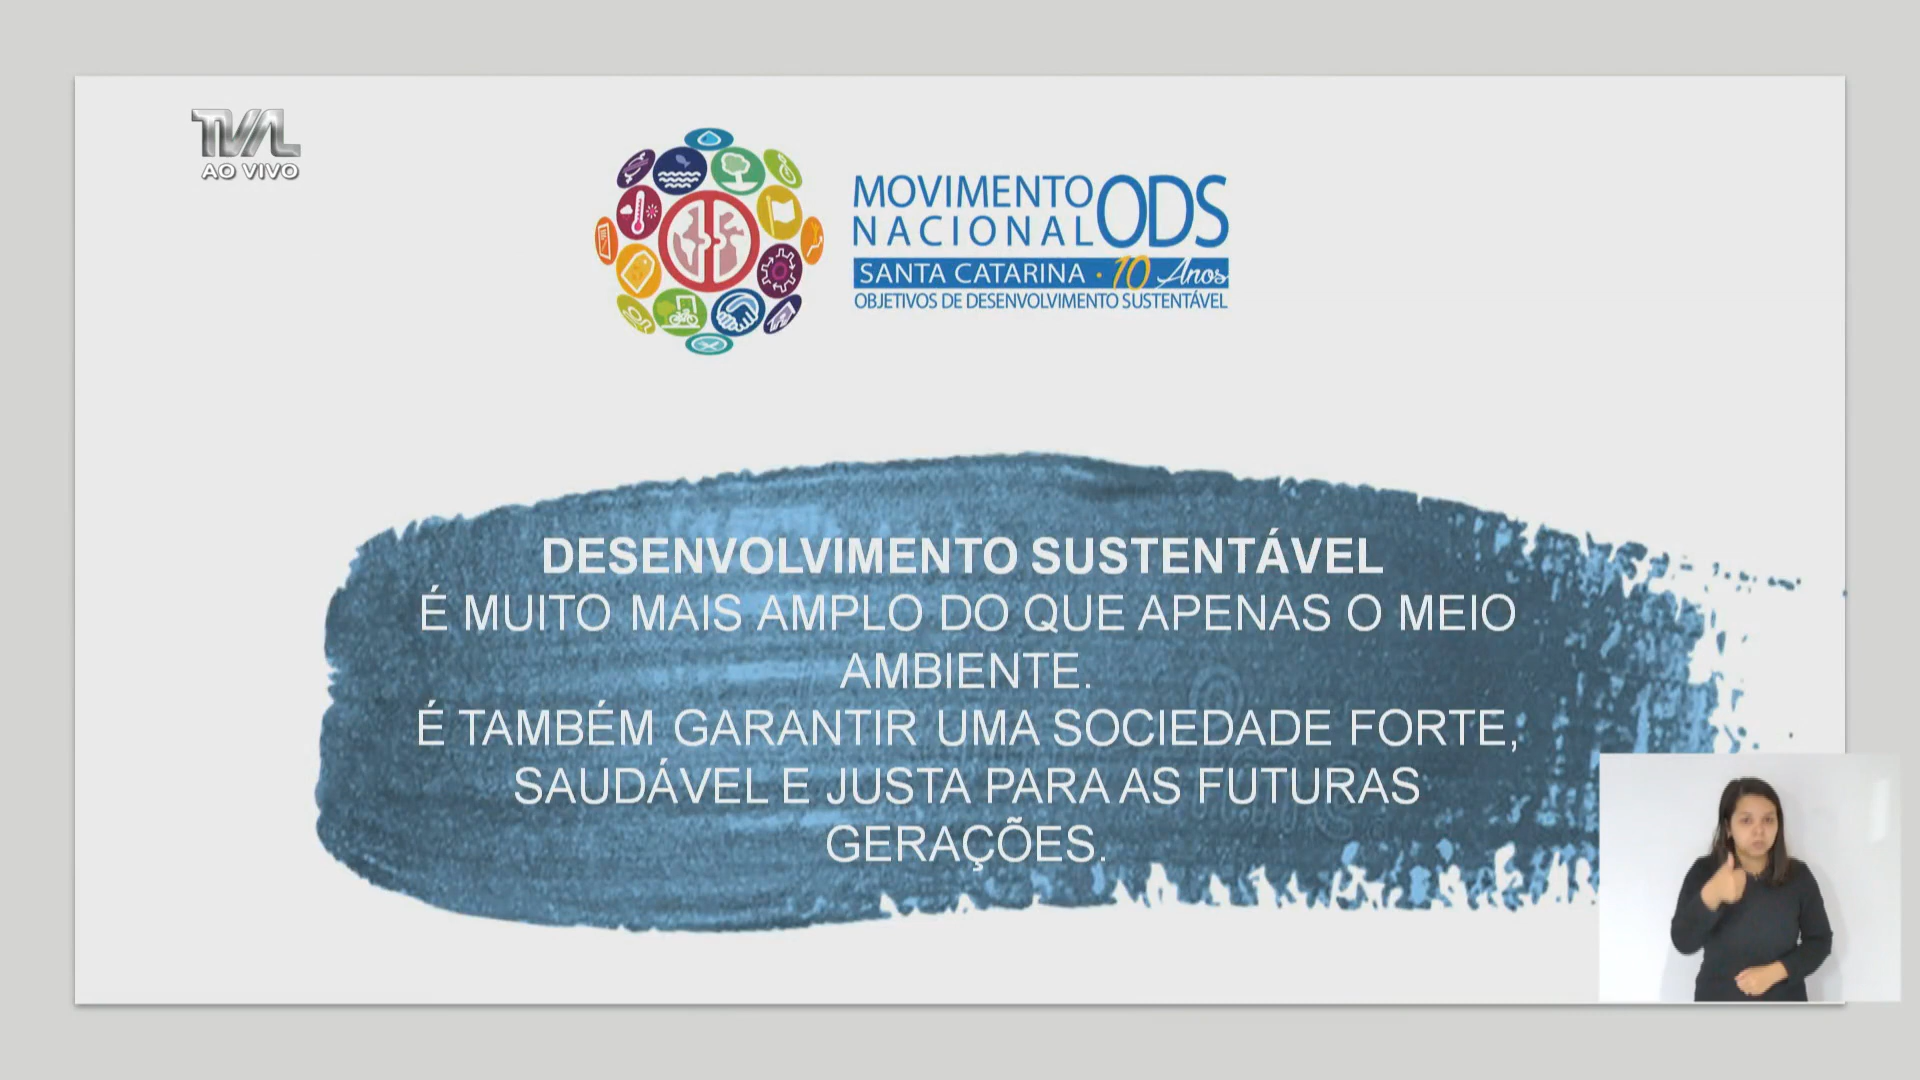 TVAL
AO VIVO
MOVIMENTO
NACIONAL ODS
SANTA CATARINA · 10 Anos
OBJETIVOS DE DESENVOLVIMENTO SUSTENTÁVEL
DESENVOLVIMENTO SUSTENTÁVEL
É MUITO MAIS AMPLO DO QUE APENAS O MEIO
AMBIENTE.
É TAMBÉM GARANTIR UMA SOCIEDADE FORTE,
SAUDÁVEL E JUSTA PARA AS FUTURAS
GERAÇÕES.